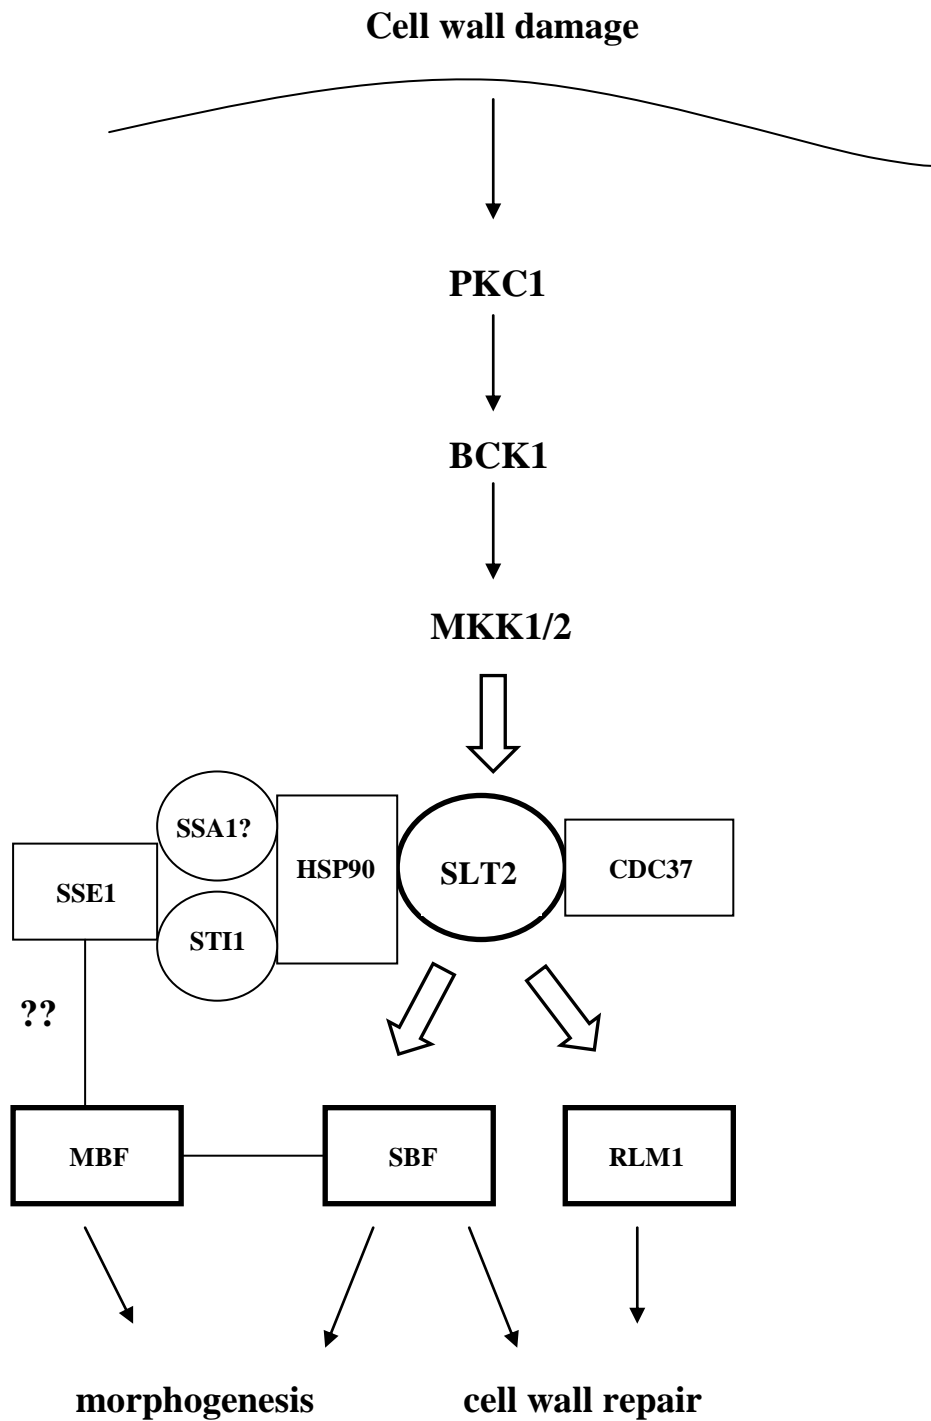 Cell wall damage
PKC1
BCK1
MKK1/2
SSA1?
HSP90
SLT2
CDC37
SSE1
STI1
??
MBF
SBF
RLM1
morphogenesis
cell wall repair